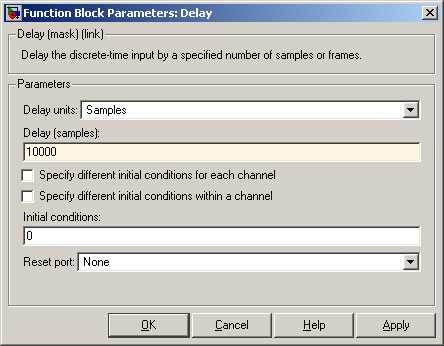 Function Block Parameters: Delay
Delay (mask) (link)
Delay the discrete-time input by a specified number of samples or frames.
Parameters
Delay units: Samples
Delay (samples):
10000
Specify different initial conditions for each channel
Specify different initial conditions within a channel
Initial conditions:
0
Reset port: None
OK Cancel Help Apply